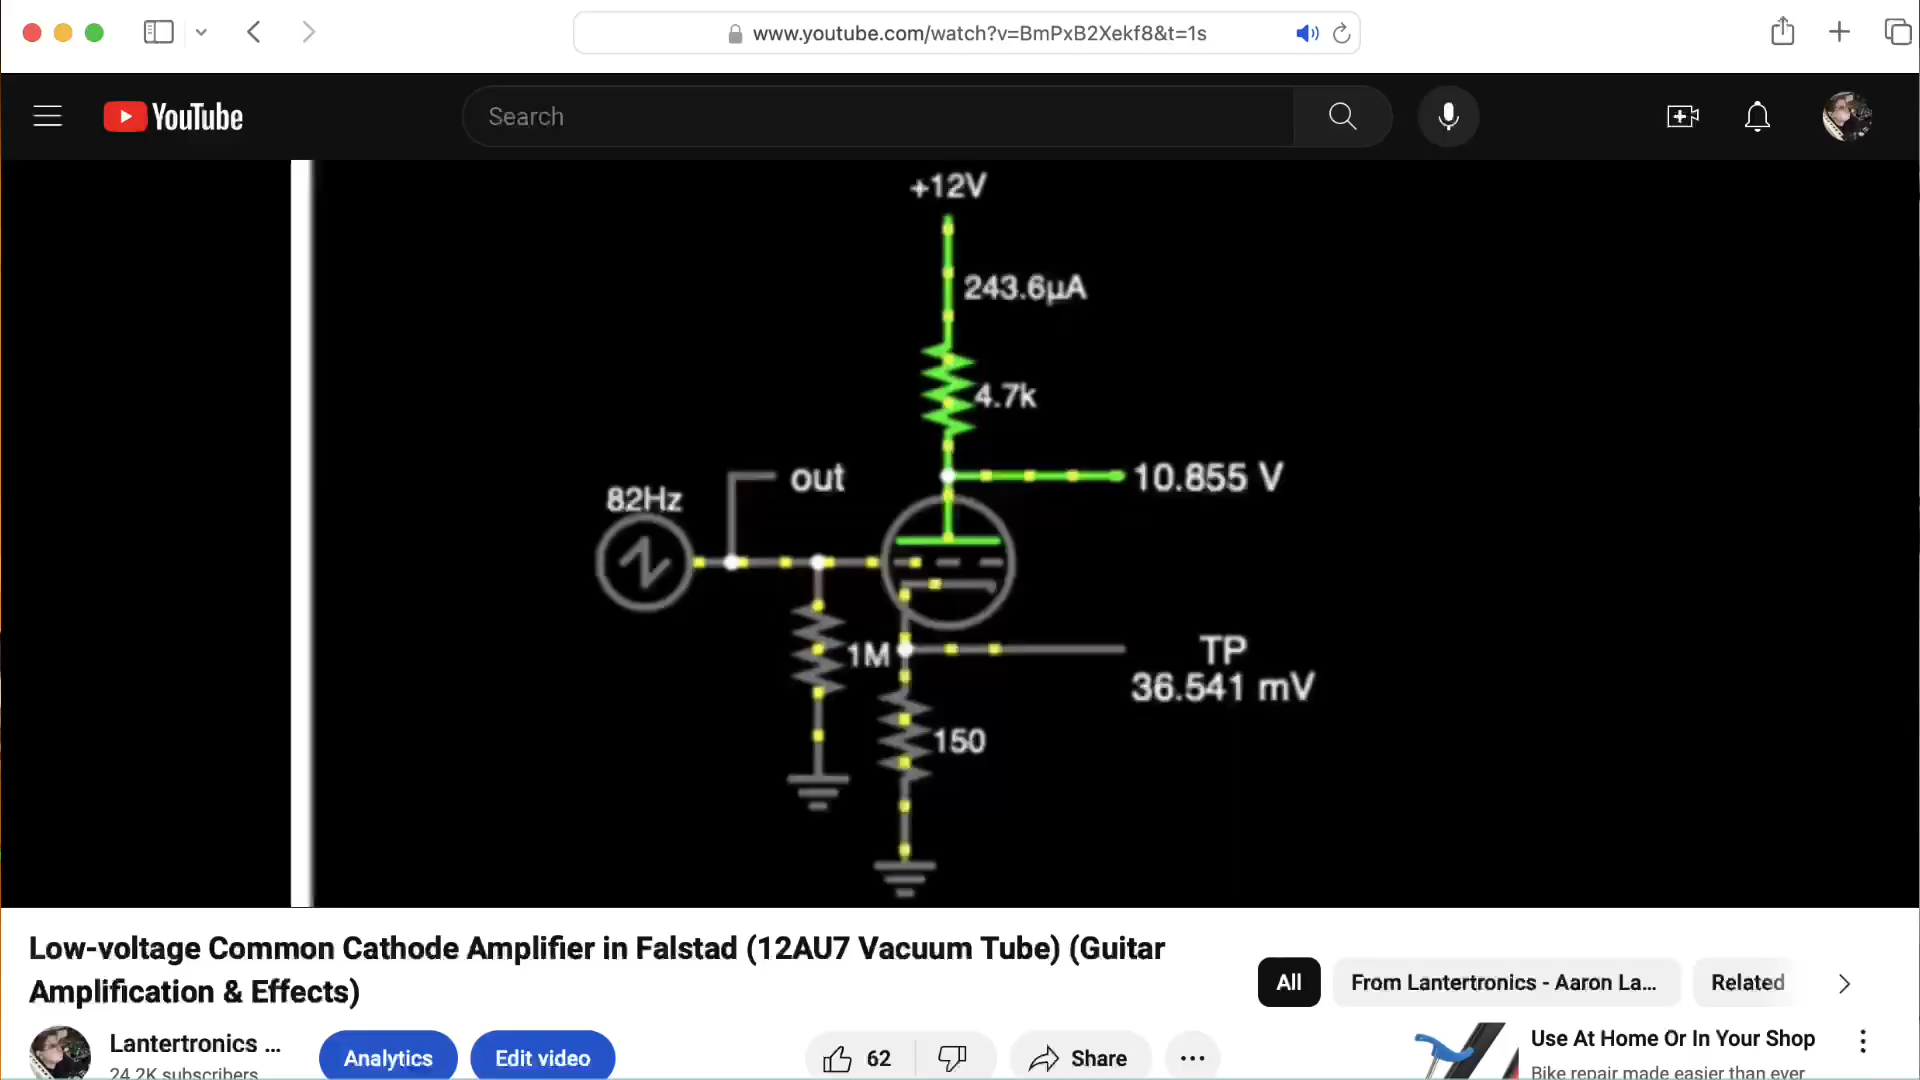 www.youtube.com/watch?v=BmPxB2Xekf8&t=1s
YouTube
Search
+12V
243.6µA
4.7k
out
10.855 V
82Hz
1M
TP
36.541 mV
150
Low-voltage Common Cathode Amplifier in Falstad (12AU7 Vacuum Tube) (Guitar
Amplification & Effects)
All
From Lantertronics - Aaron La...
Related
Lantertronics ...
24.2K subscribers
Analytics
Edit video
62
Share
Use At Home Or In Your Shop
Bike repair made easier than ever